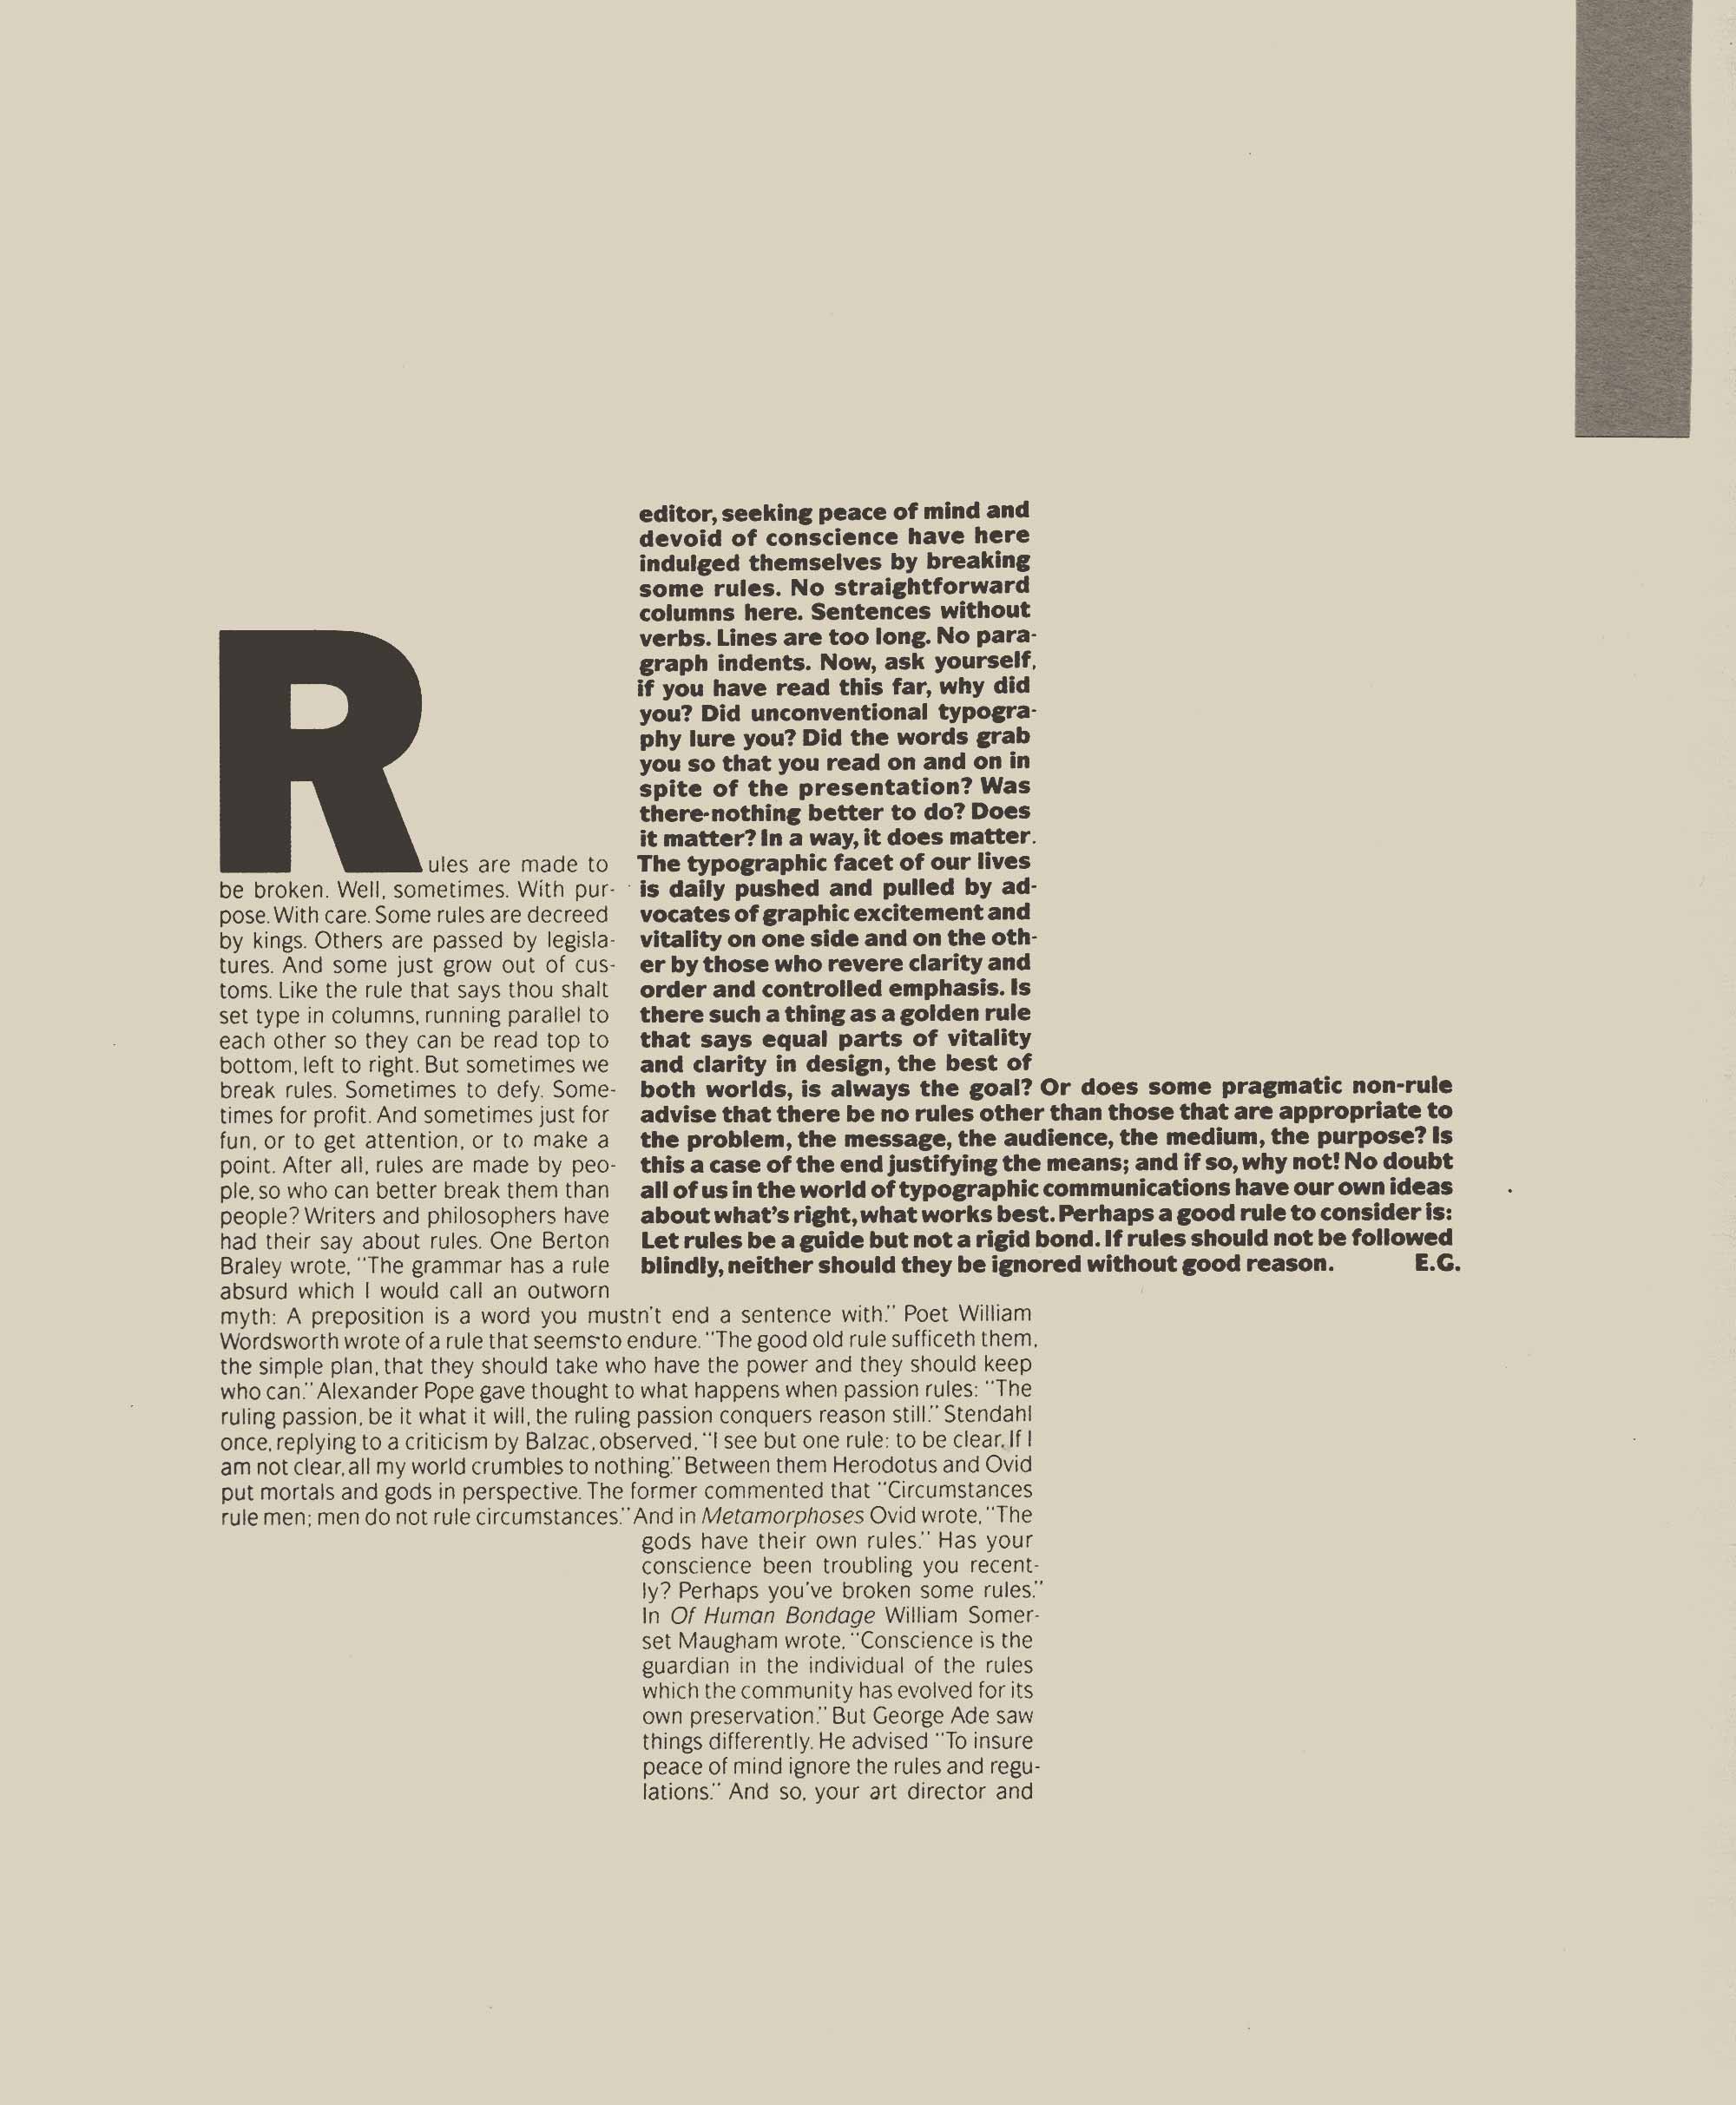 Rules are made to
be broken. Well, sometimes. With pur-
pose. With care. Some rules are decreed
by kings. Others are passed by legisla-
tures. And some just grow out of cus-
toms. Like the rule that says thou shalt
set type in columns, running parallel to
each other so they can be read top to
bottom, left to right. But sometimes we
break rules. Sometimes to defy. Some-
times for profit. And sometimes just for
fun, or to get attention, or to make a
point. After all, rules are made by peo-
ple, so who can better break them than
people? Writers and philosophers have
had their say about rules. One Berton
Braley wrote, “The grammar has a rule
absurd which I would call an outworn
myth: A preposition is a word you mustn't end a sentence with.” Poet William
Wordsworth wrote of a rule that seems to endure. “The good old rule sufficeth them,
the simple plan, that they should take who have the power and they should keep
who can.” Alexander Pope gave thought to what happens when passion rules: “The
ruling passion, be it what it will, the ruling passion conquers reason still.” Stendahl
once, replying to a criticism by Balzac, observed, “I see but one rule: to be clear. If I
am not clear, all my world crumbles to nothing.” Between them Herodotus and Ovid
put mortals and gods in perspective. The former commented that “Circumstances
rule men; men do not rule circumstances.” And in Metamorphoses Ovid wrote, “The
gods have their own rules.” Has your
conscience been troubling you recent-
ly? Perhaps you've broken some rules.”
In Of Human Bondage William Somer-
set Maugham wrote, “Conscience is the
guardian in the individual of the rules
which the community has evolved for its
own preservation.” But George Ade saw
things differently. He advised “To insure
peace of mind ignore the rules and regu-
lations.” And so, your art director and
editor, seeking peace of mind and
devoid of conscience have here
indulged themselves by breaking
some rules. No straightforward
columns here. Sentences without
verbs. Lines are too long. No para-
graph indents. Now, ask yourself,
if you have read this far, why did
you? Did unconventional typogra-
phy lure you? Did the words grab
you so that you read on and on in
spite of the presentation? Was
there nothing better to do? Does
it matter? In a way, it does matter.
The typographic facet of our lives
is daily pushed and pulled by ad-
vocates of graphic excitement and
vitality on one side and on the oth-
er by those who revere clarity and
order and controlled emphasis. Is
there such a thing as a golden rule
that says equal parts of vitality
and clarity in design, the best of
both worlds, is always the goal? Or does some pragmatic non-rule
advise that there be no rules other than those that are appropriate to
the problem, the message, the audience, the medium, the purpose? Is
this a case of the end justifying the means; and if so, why not! No doubt
all of us in the world of typographic communications have our own ideas
about what's right, what works best. Perhaps a good rule to consider is:
Let rules be a guide but not a rigid bond. If rules should not be followed
blindly, neither should they be ignored without good reason. E.G.